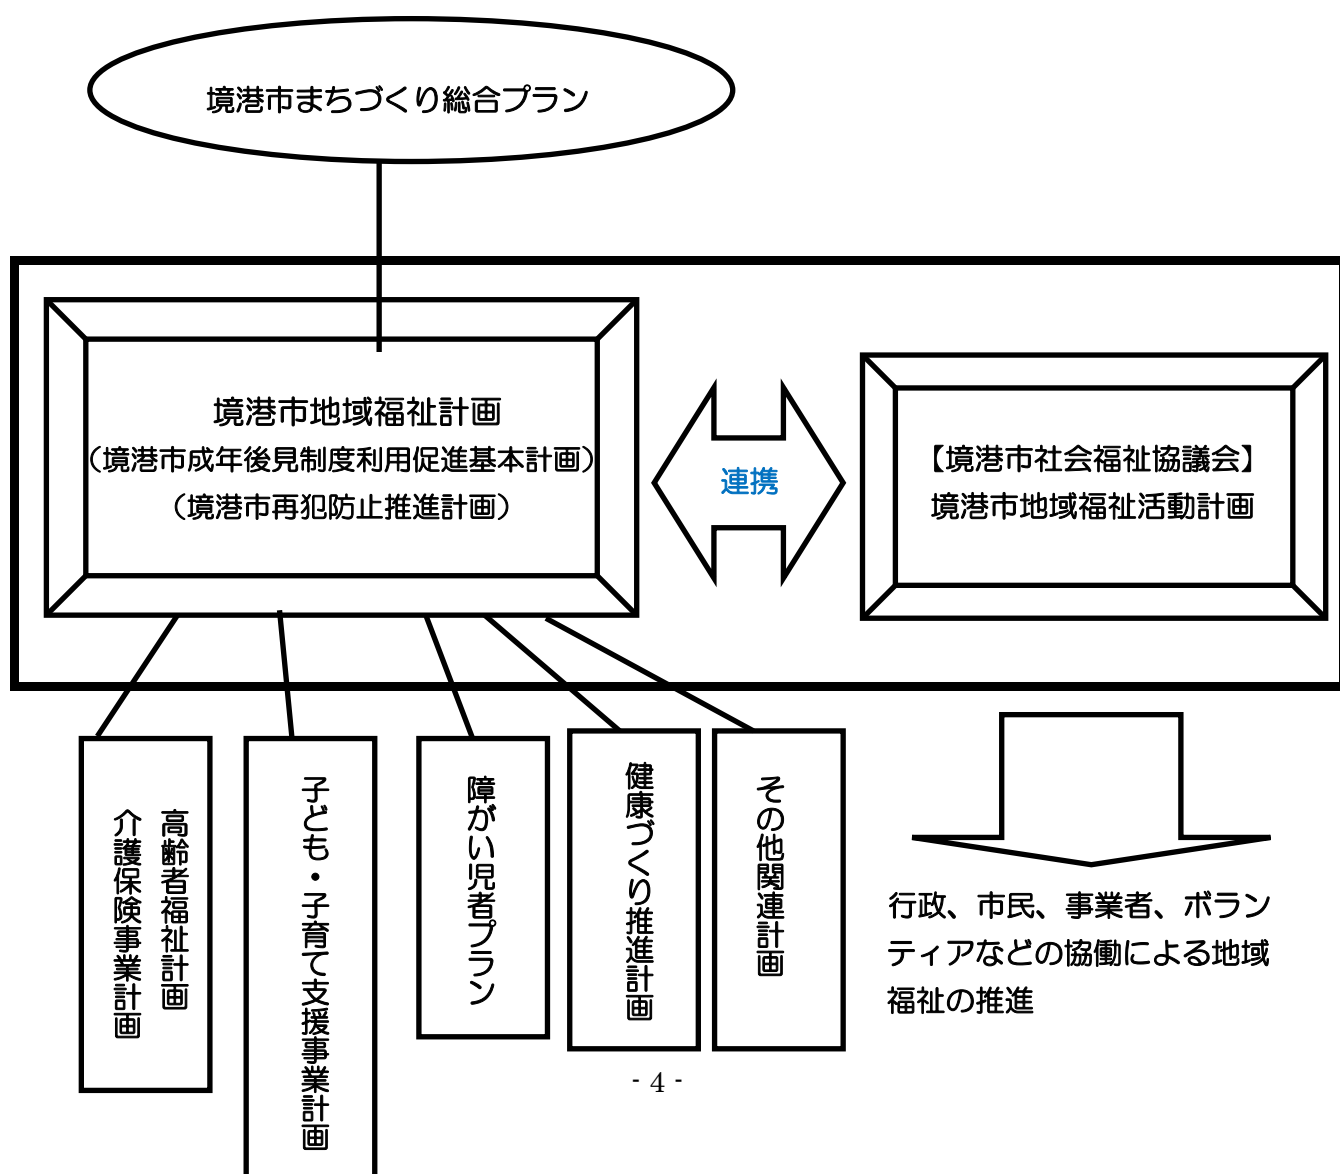 境港市まちづくり総合プラン
境港市地域福祉計画
（境港市成年後見制度利用促進基本計画）
（境港市再犯防止推進計画）
連携
【境港市社会福祉協議会】
境港市地域福祉活動計画
高齢者福祉計画
介護保険事業計画
子ども・子育て支援事業計画
障がい児者プラン
健康づくり推進計画
その他関連計画
行政、市民、事業者、ボラン
ティアなどの協働による地域
福祉の推進
- 4 -